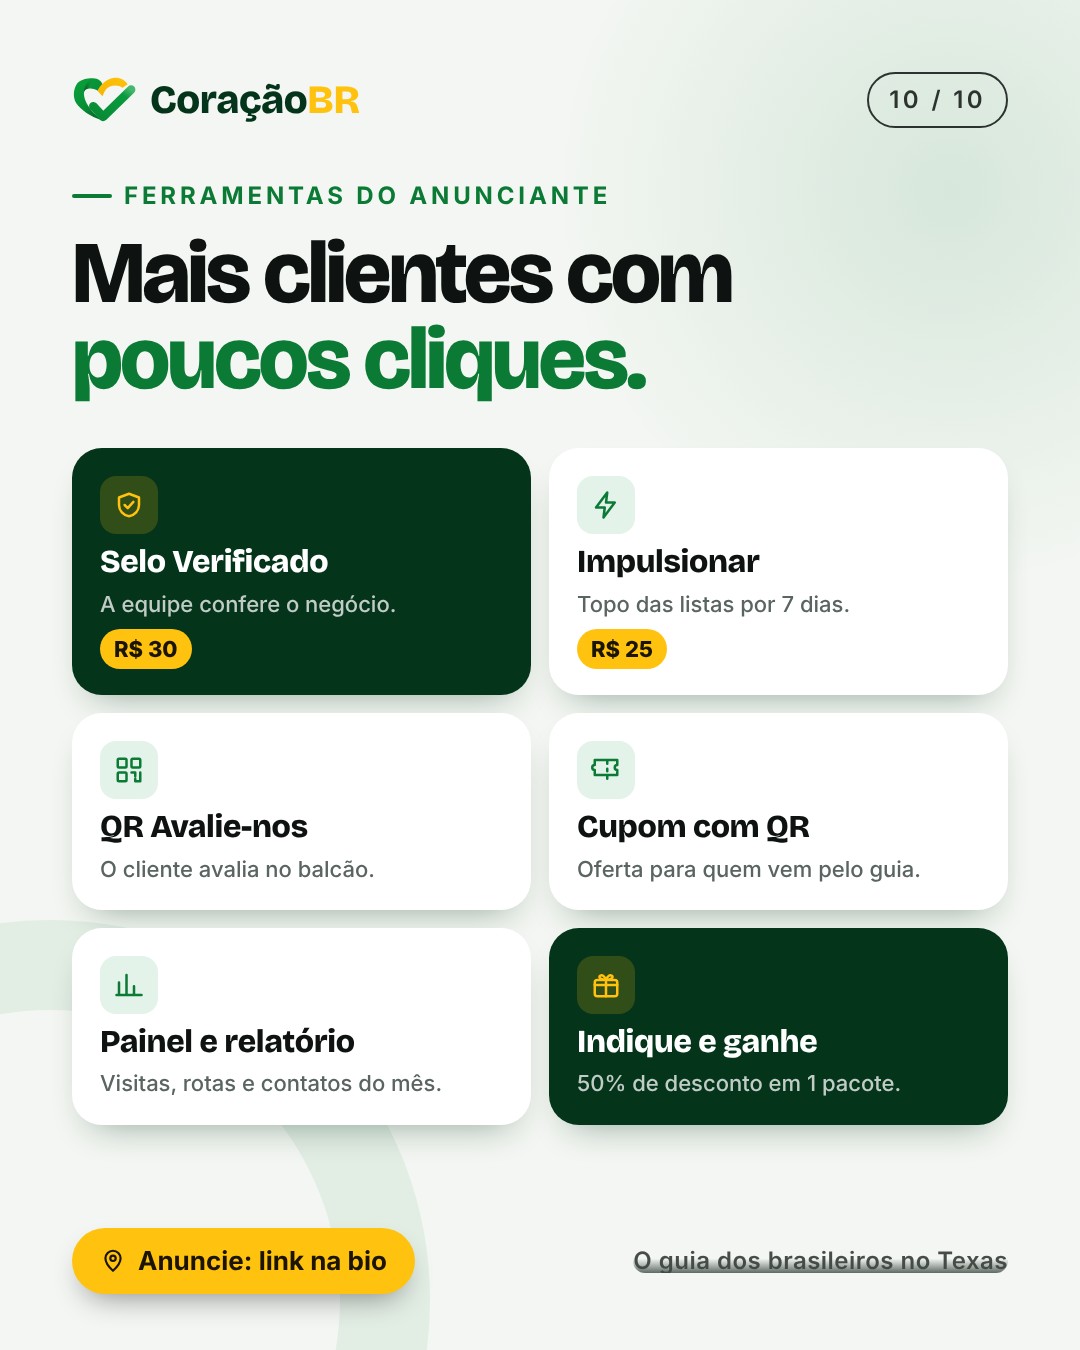 CoraçãoBR
10 / 10
FERRAMENTAS DO ANUNCIANTE
Mais clientes com
poucos cliques.
Selo Verificado
A equipe confere o negócio.
R$ 30
Impulsionar
Topo das listas por 7 dias.
R$ 25
QR Avalie-nos
O cliente avalia no balcão.
Cupom com QR
Oferta para quem vem pelo guia.
Painel e relatório
Visitas, rotas e contatos do mês.
Indique e ganhe
50% de desconto em 1 pacote.
Anuncie: link na bio
O guia dos brasileiros no Texas